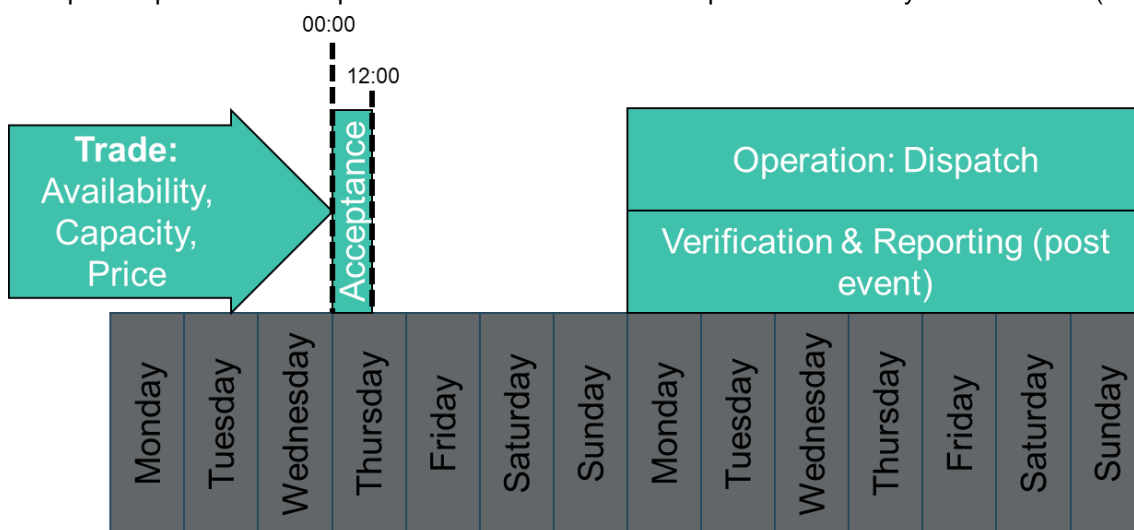 00:00
12:00
Trade:
Availability,
Capacity,
Price
Acceptance
Operation: Dispatch
Verification & Reporting (post
event)
Monday
Tuesday
Wednesday
Thursday
Friday
Saturday
Sunday
Monday
Tuesday
Wednesday
Thursday
Friday
Saturday
Sunday